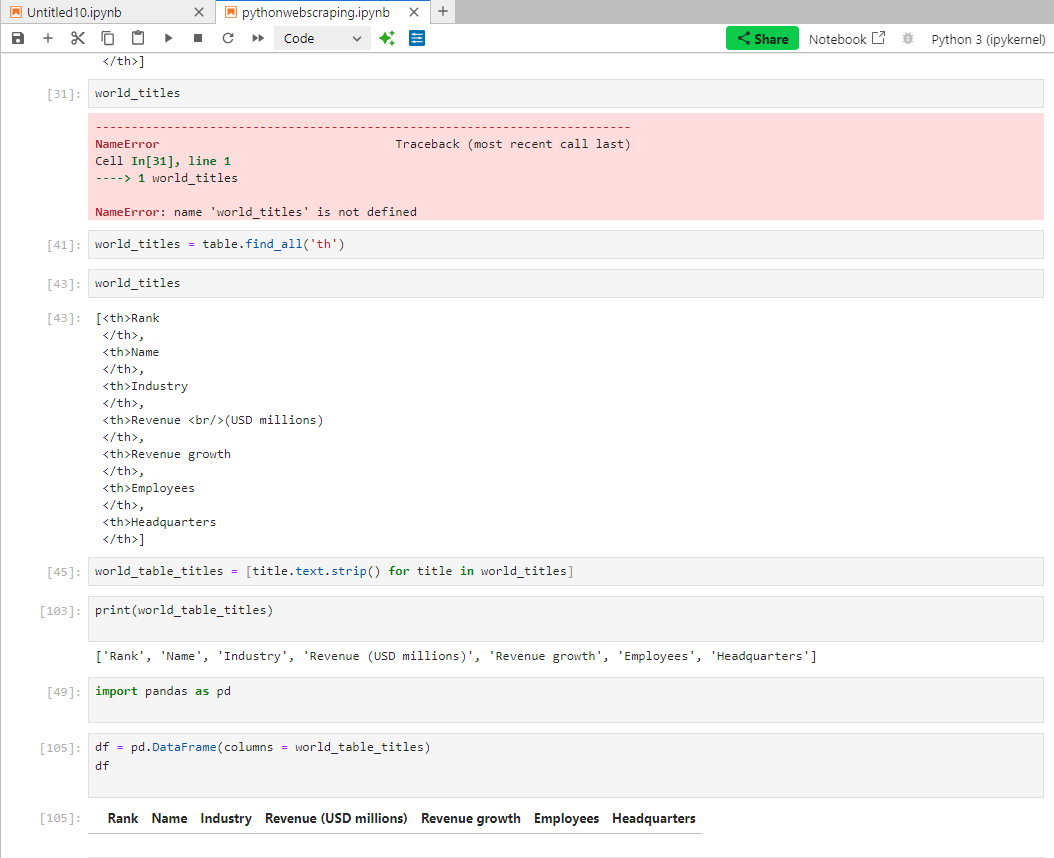 Untitled10.ipynb
pythonwebscraping.ipynb
Code
Share
Notebook
Python 3 (ipykernel)
</th>]
[31]:
world_titles
---------------------------------------------------------------------------
NameError                                 Traceback (most recent call last)
Cell In[31], line 1
----> 1 world_titles
NameError: name 'world_titles' is not defined
[41]:
world_titles = table.find_all('th')
[43]:
world_titles
[43]:
[<th>Rank
 </th>,
 <th>Name
 </th>,
 <th>Industry
 </th>,
 <th>Revenue <br/>(USD millions)
 </th>,
 <th>Revenue growth
 </th>,
 <th>Employees
 </th>,
 <th>Headquarters
 </th>]
[45]:
world_table_titles = [title.text.strip() for title in world_titles]
[103]:
print(world_table_titles)
['Rank', 'Name', 'Industry', 'Revenue (USD millions)', 'Revenue growth', 'Employees', 'Headquarters']
[49]:
import pandas as pd
[105]:
df = pd.DataFrame(columns = world_table_titles)
df
[105]:
Rank Name Industry Revenue (USD millions) Revenue growth Employees Headquarters